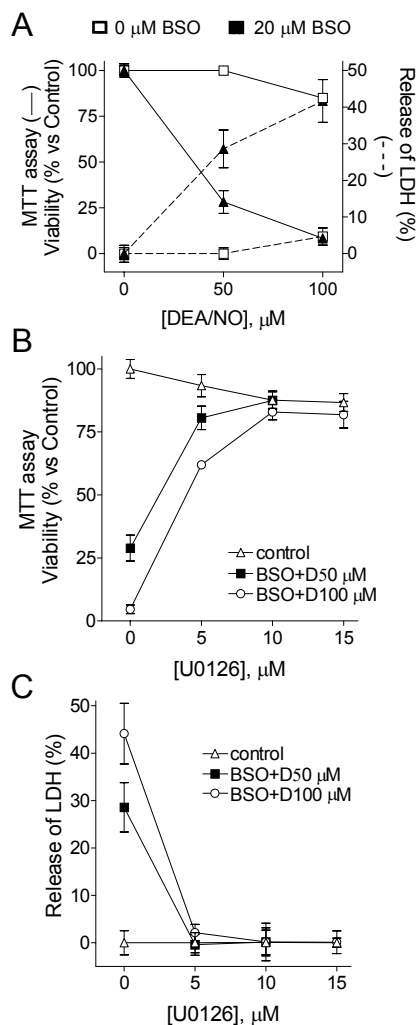 A
0 μM BSO 20 μM BSO
MTT assay (—)
Viability (% vs Control)
100
75
50
25
0
50
40
30
20
10
0
Release of LDH (%)
(---)
0 50 100
[DEA/NO], μM
B
MTT assay
Viability (% vs Control)
100
75
50
25
0
control
BSO+D50 μM
BSO+D100 μM
0 5 10 15
[U0126], μM
C
Release of LDH (%)
50
40
30
20
10
0
control
BSO+D50 μM
BSO+D100 μM
0 5 10 15
[U0126], μM